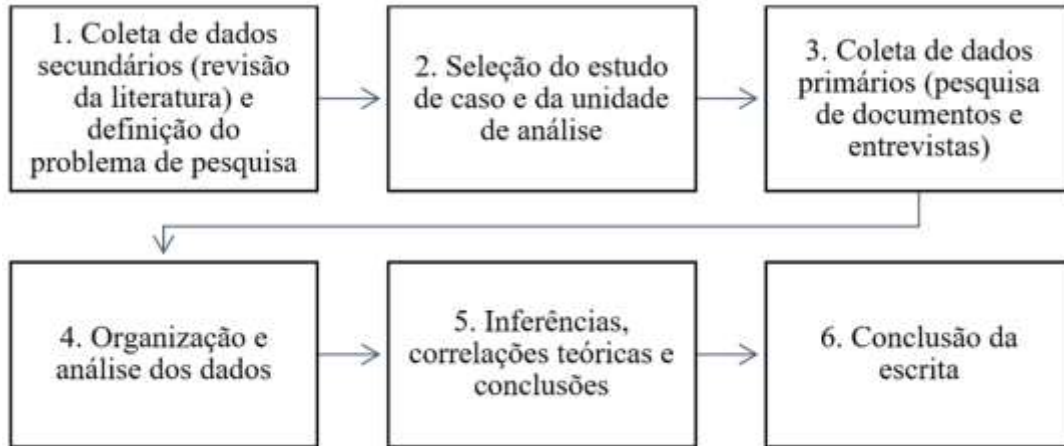 1. Coleta de dados
secundários (revisão
da literatura) e
definição do
problema de pesquisa
2. Seleção do estudo
de caso e da unidade
de análise
3. Coleta de dados
primários (pesquisa
de documentos e
entrevistas)
4. Organização e
análise dos dados
5. Inferências,
correlações teóricas e
conclusões
6. Conclusão da
escrita